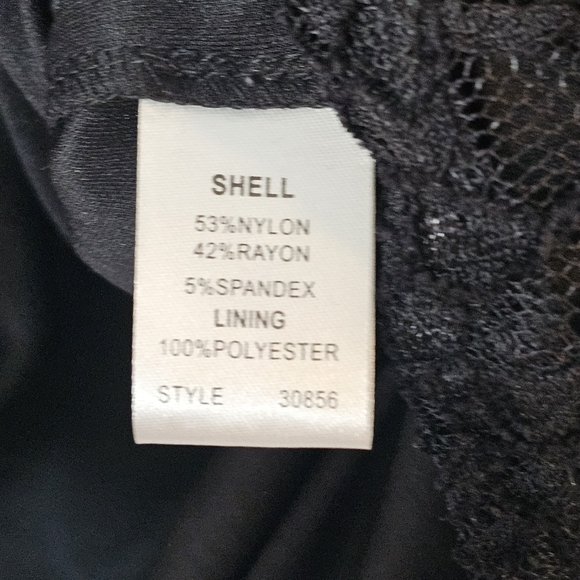 SHELL
53%NYLON
42%RAYON
5%SPANDEX
LINING
100%POLYESTER
STYLE 30856